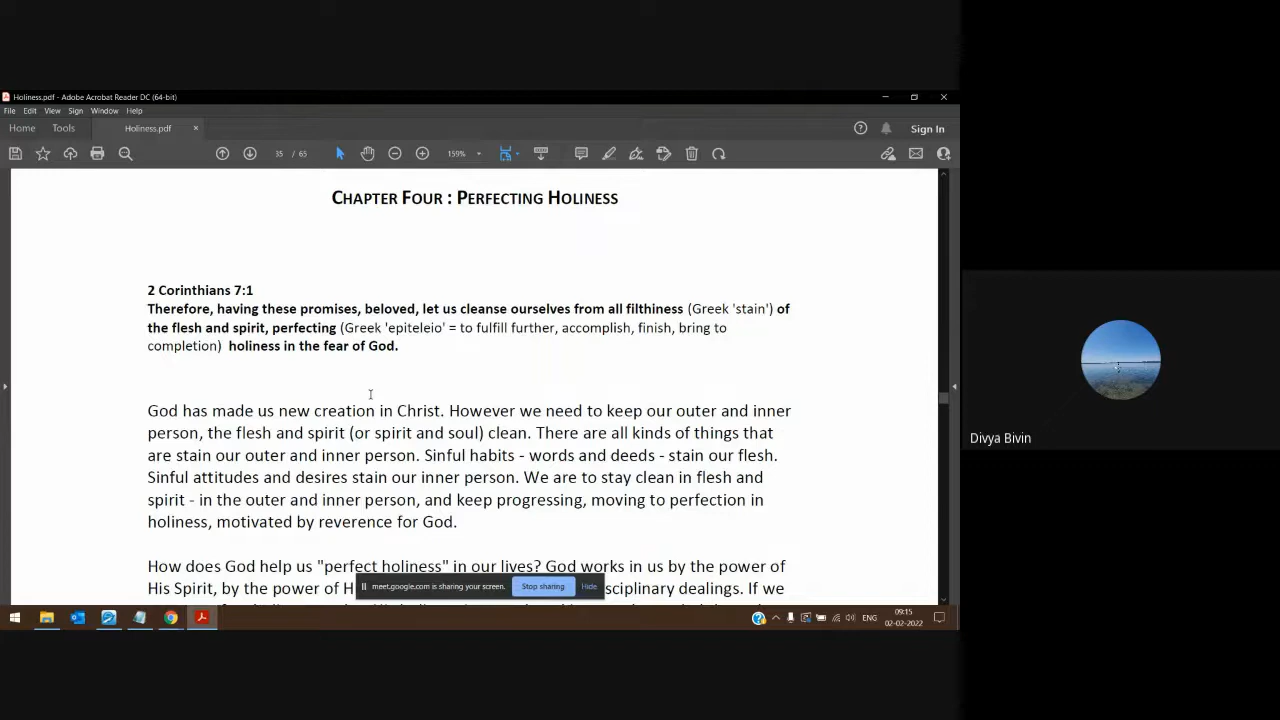 Holiness.pdf - Adobe Acrobat Reader DC (64-bit)
File Edit View Sign Window Help
Home Tools Holiness.pdf × Sign In
35 / 65 159%
CHAPTER FOUR : PERFECTING HOLINESS
2 Corinthians 7:1
Therefore, having these promises, beloved, let us cleanse ourselves from all filthiness (Greek 'stain') of
the flesh and spirit, perfecting (Greek 'epiteleio' = to fulfill further, accomplish, finish, bring to
completion) holiness in the fear of God.
God has made us new creation in Christ. However we need to keep our outer and inner
person, the flesh and spirit (or spirit and soul) clean. There are all kinds of things that
are stain our outer and inner person. Sinful habits - words and deeds - stain our flesh.
Sinful attitudes and desires stain our inner person. We are to stay clean in flesh and
spirit - in the outer and inner person, and keep progressing, moving to perfection in
holiness, motivated by reverence for God.
How does God help us "perfect holiness" in our lives? God works in us by the power of
His Spirit, by the power of H sciplinary dealings. If we
meet.google.com is sharing your screen. Stop sharing Hide
Divya Bivin
ENG
09:15
02-02-2022